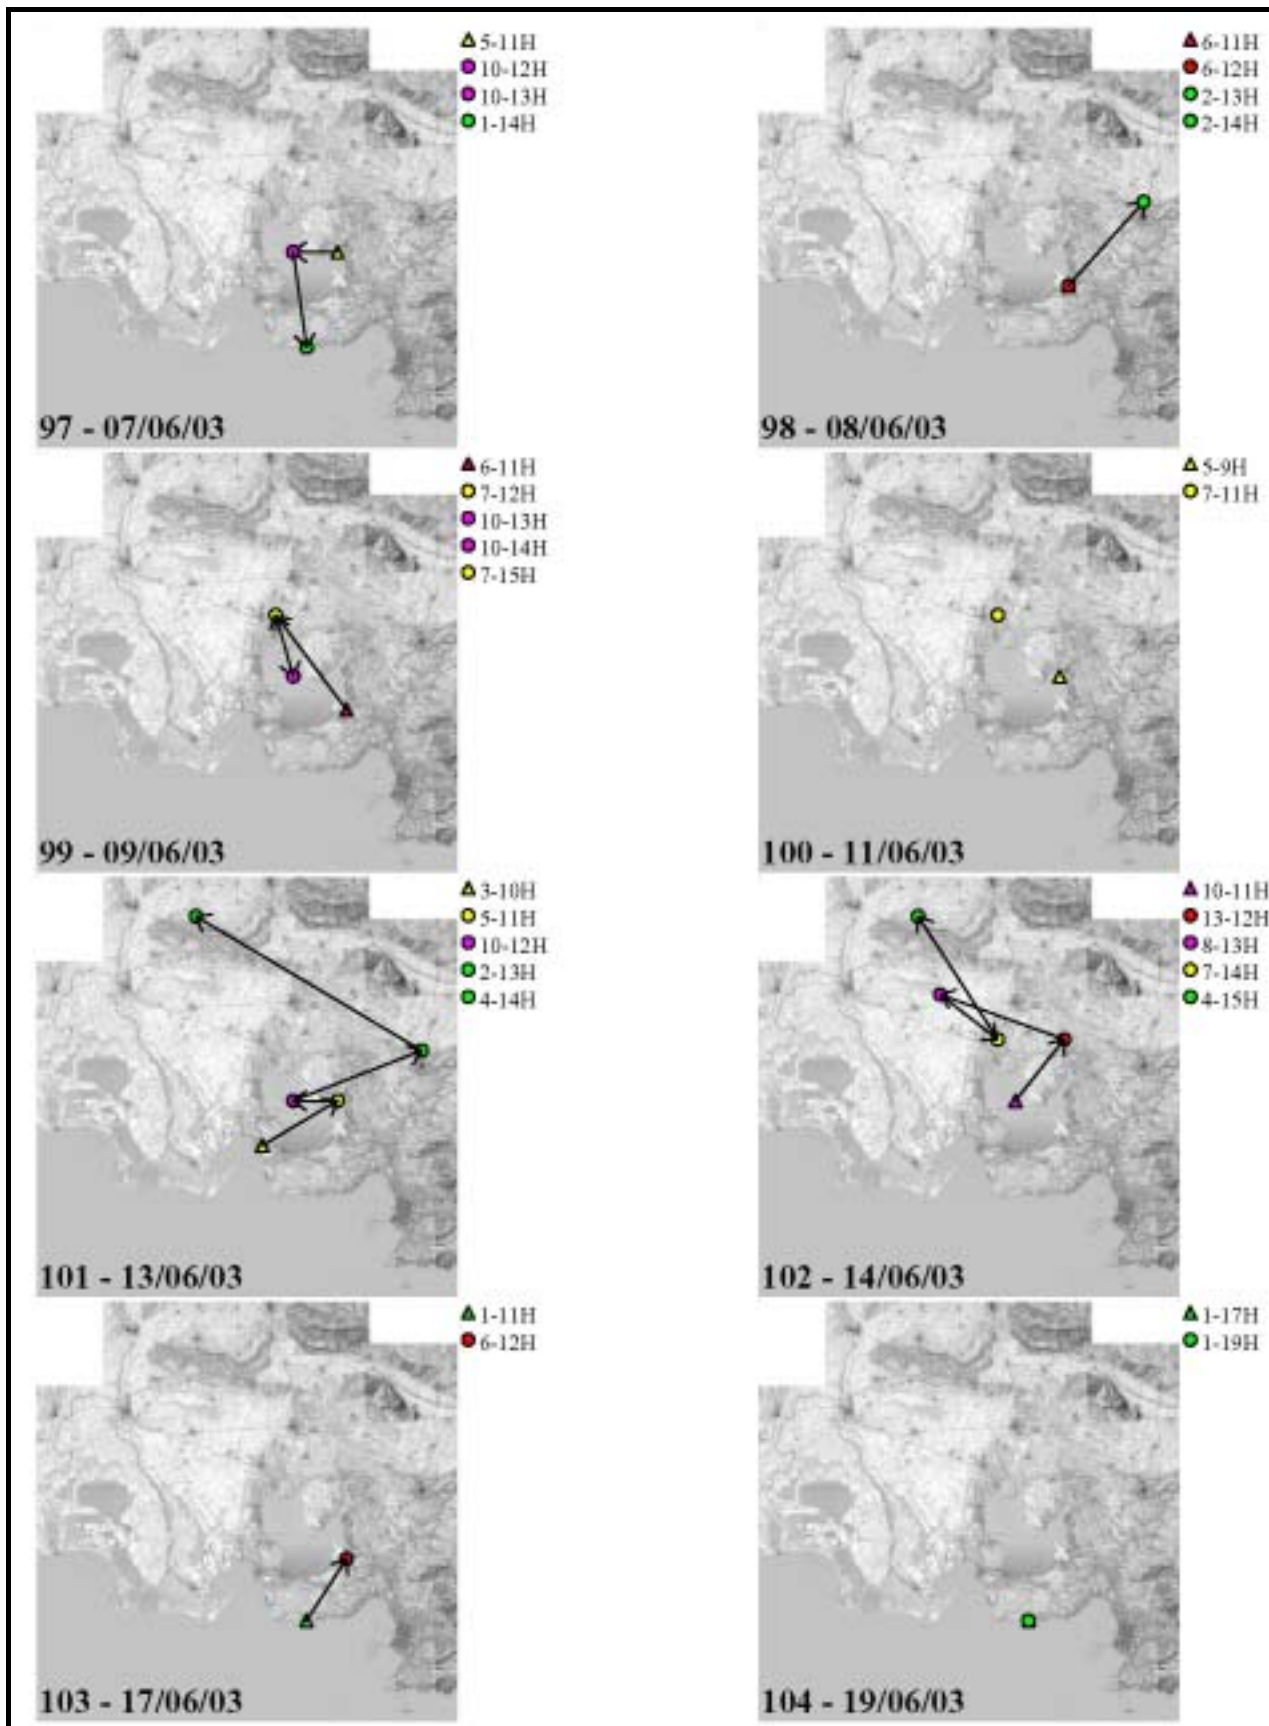 5-11H
10-12H
10-13H
1-14H
97 - 07/06/03
6-11H
6-12H
2-13H
2-14H
98 - 08/06/03
6-11H
7-12H
10-13H
10-14H
7-15H
99 - 09/06/03
5-9H
7-11H
100 - 11/06/03
3-10H
5-11H
10-12H
2-13H
4-14H
101 - 13/06/03
10-11H
13-12H
8-13H
7-14H
4-15H
102 - 14/06/03
1-11H
6-12H
103 - 17/06/03
1-17H
1-19H
104 - 19/06/03